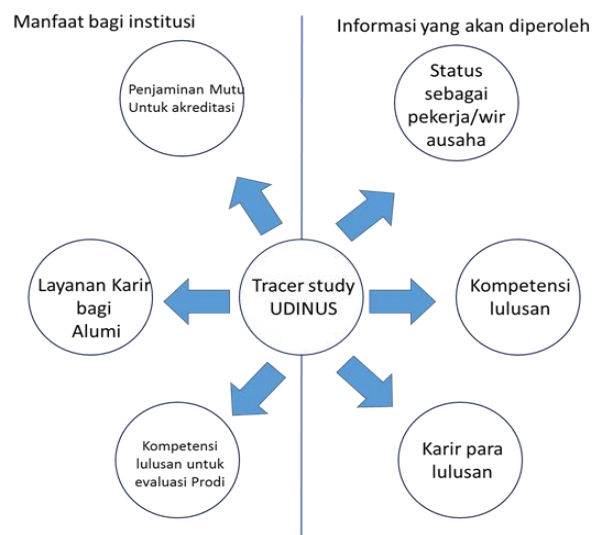 Manfaat bagi institusi
Informasi yang akan diperoleh
Penjaminan Mutu
Untuk akreditasi
Status
sebagai
pekerja/wir
ausaha
Layanan Karir
bagi
Alumi
Tracer study
UDINUS
Kompetensi
lulusan
Kompetensi
lulusan untuk
evaluasi Prodi
Karir para
lulusan